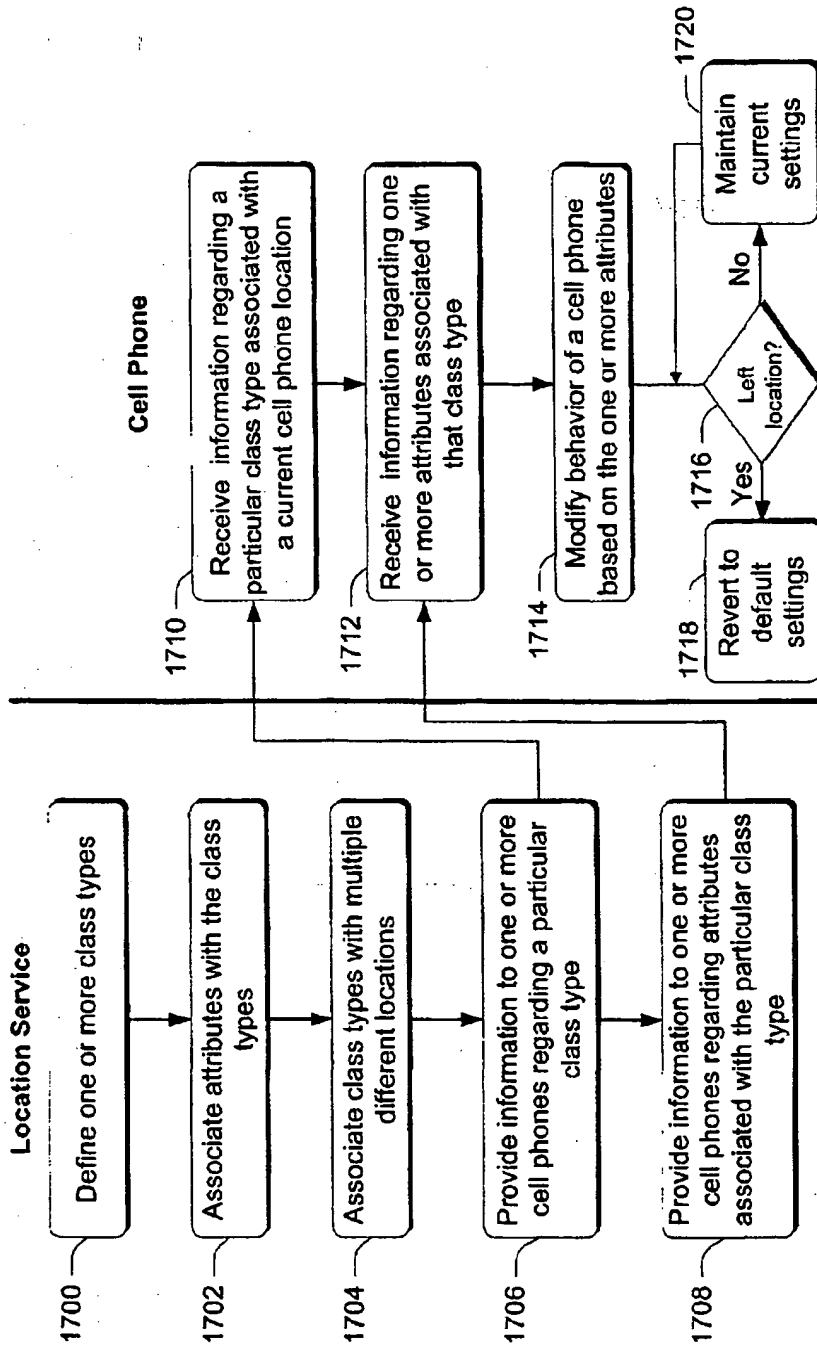 Location Service
1700
Define one or more class types
1702
Associate attributes with the class
types
1704
Associate class types with multiple
different locations
1706
Provide information to one or more
cell phones regarding a particular
class type
1708
Provide information to one or more
cell phones regarding attributes
associated with the particular class
type
Cell Phone
1710
Receive information regarding a
particular class type associated with
a current cell phone location
1712
Receive information regarding one
or more attributes associated with
that class type
1714
Modify behavior of a cell phone
based on the one or more attributes
1716
Left
location?
Yes
No
1718
Revert to
default
settings
1720
Maintain
current
settings